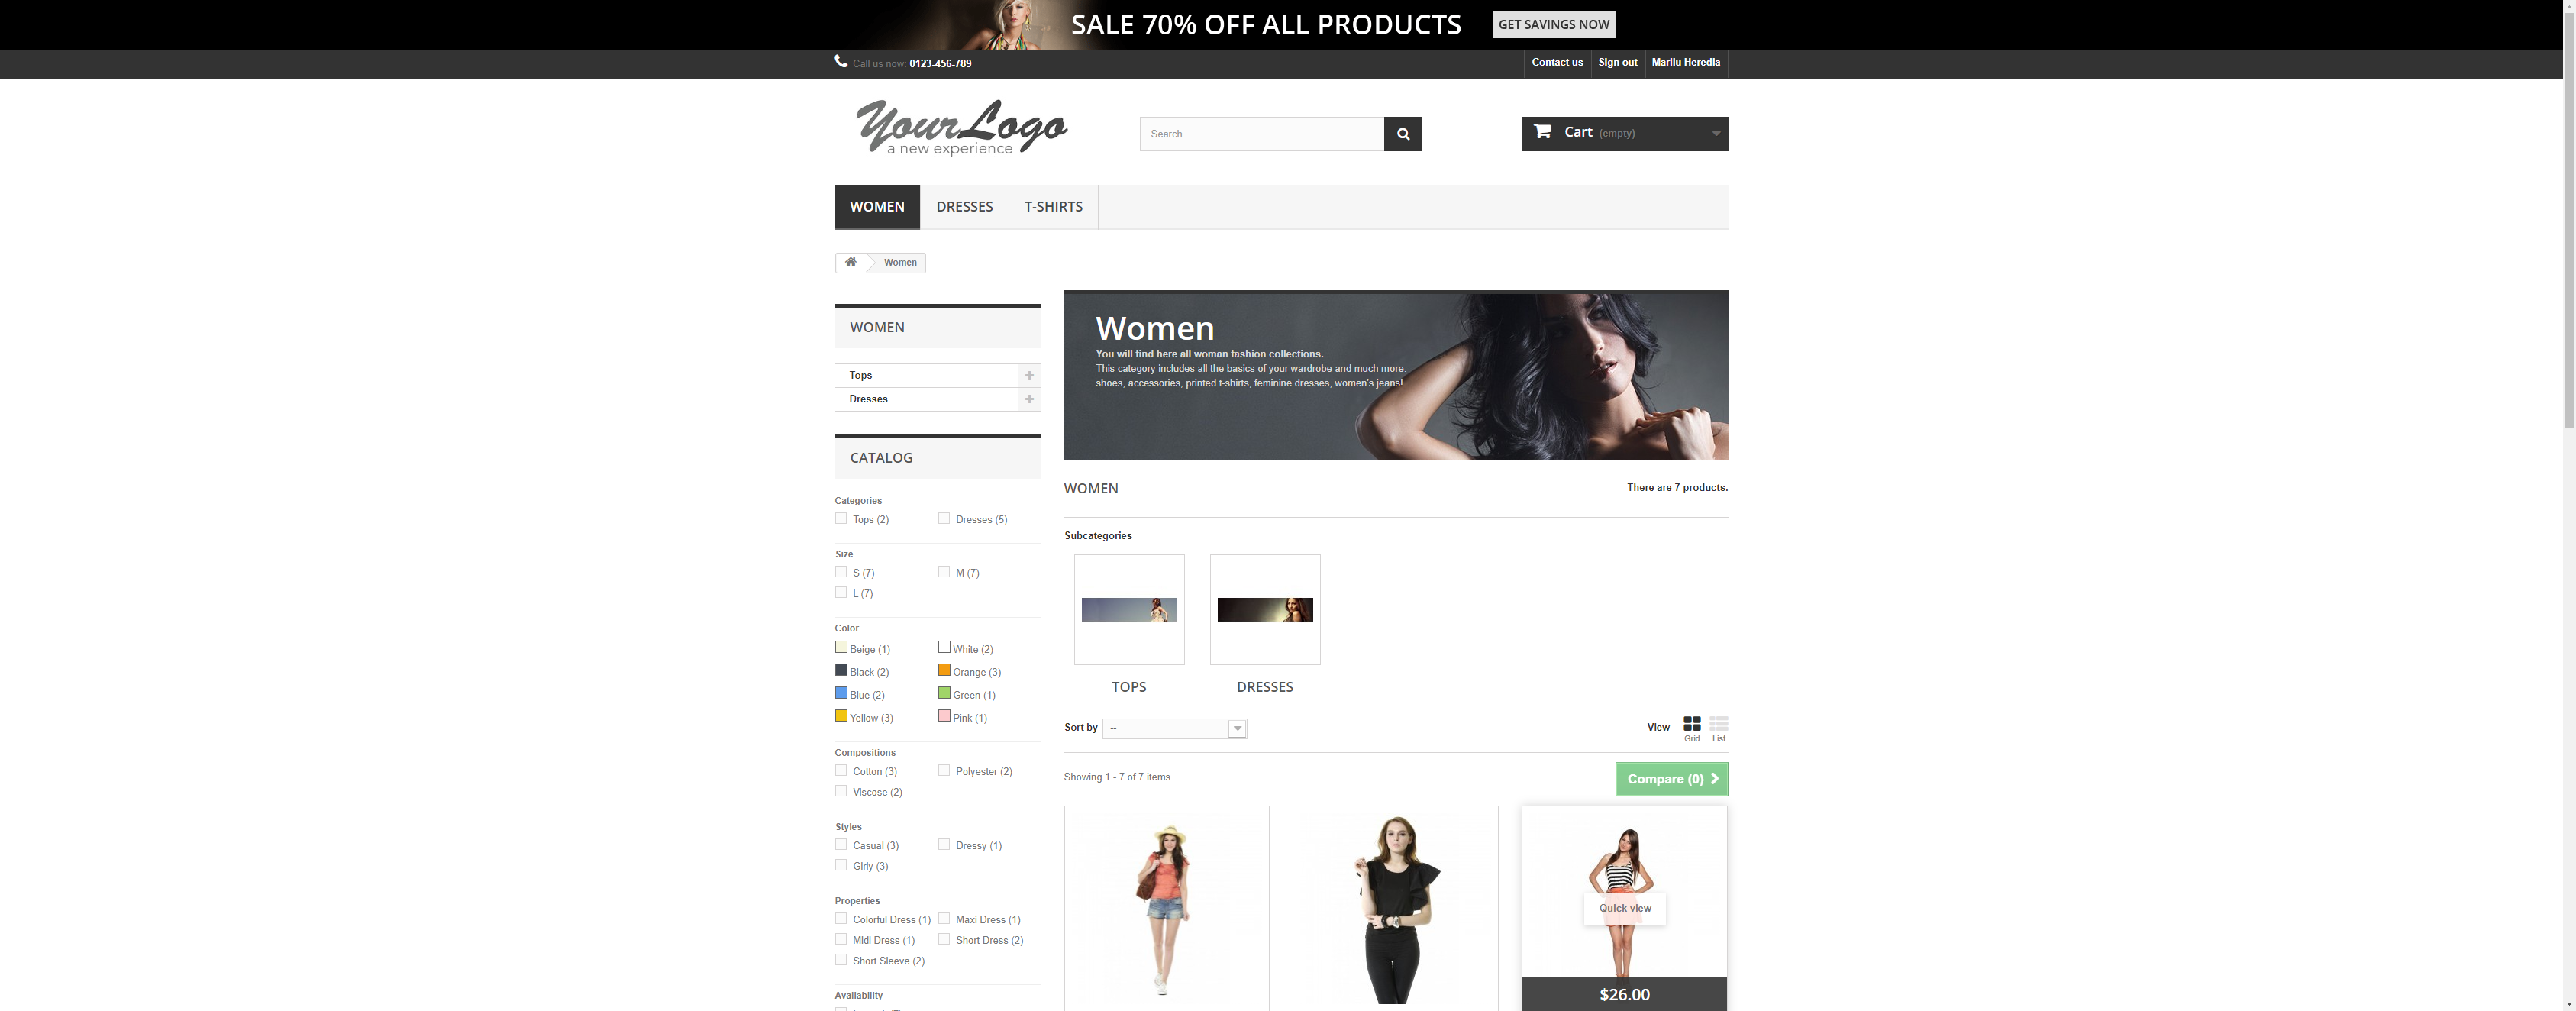 SALE 70% OFF ALL PRODUCTS
GET SAVINGS NOW
Call us now: 0123-456-789
Contact us
Sign out
Marilu Heredia
YourLogo
a new experience
Search
Cart (empty)
WOMEN
DRESSES
T-SHIRTS
Women
WOMEN
Tops
Dresses
CATALOG
Categories
Tops (2)
Dresses (5)
Size
S (7)
M (7)
L (7)
Color
Beige (1)
White (2)
Black (2)
Orange (3)
Blue (2)
Green (1)
Yellow (3)
Pink (1)
Compositions
Cotton (3)
Polyester (2)
Viscose (2)
Styles
Casual (3)
Dressy (1)
Girly (3)
Properties
Colorful Dress (1)
Maxi Dress (1)
Midi Dress (1)
Short Dress (2)
Short Sleeve (2)
Availability
Women
You will find here all woman fashion collections.
This category includes all the basics of your wardrobe and much more:
shoes, accessories, printed t-shirts, feminine dresses, women's jeans!
WOMEN
There are 7 products.
Subcategories
TOPS
DRESSES
Sort by
--
View
Grid
List
Showing 1 - 7 of 7 items
Compare (0)
Quick view
$26.00